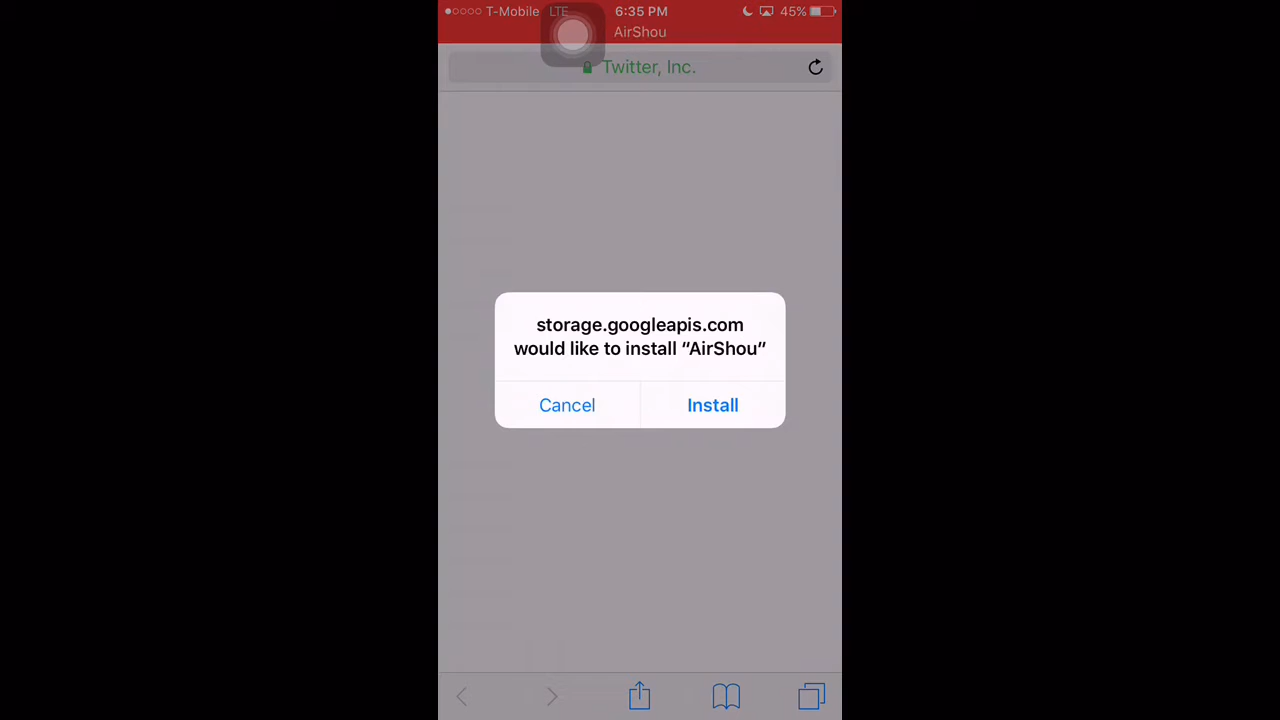 T-Mobile LTE 6:35 PM 45%
AirShou
Twitter, Inc.
storage.googleapis.com
would like to install “AirShou”
Cancel Install